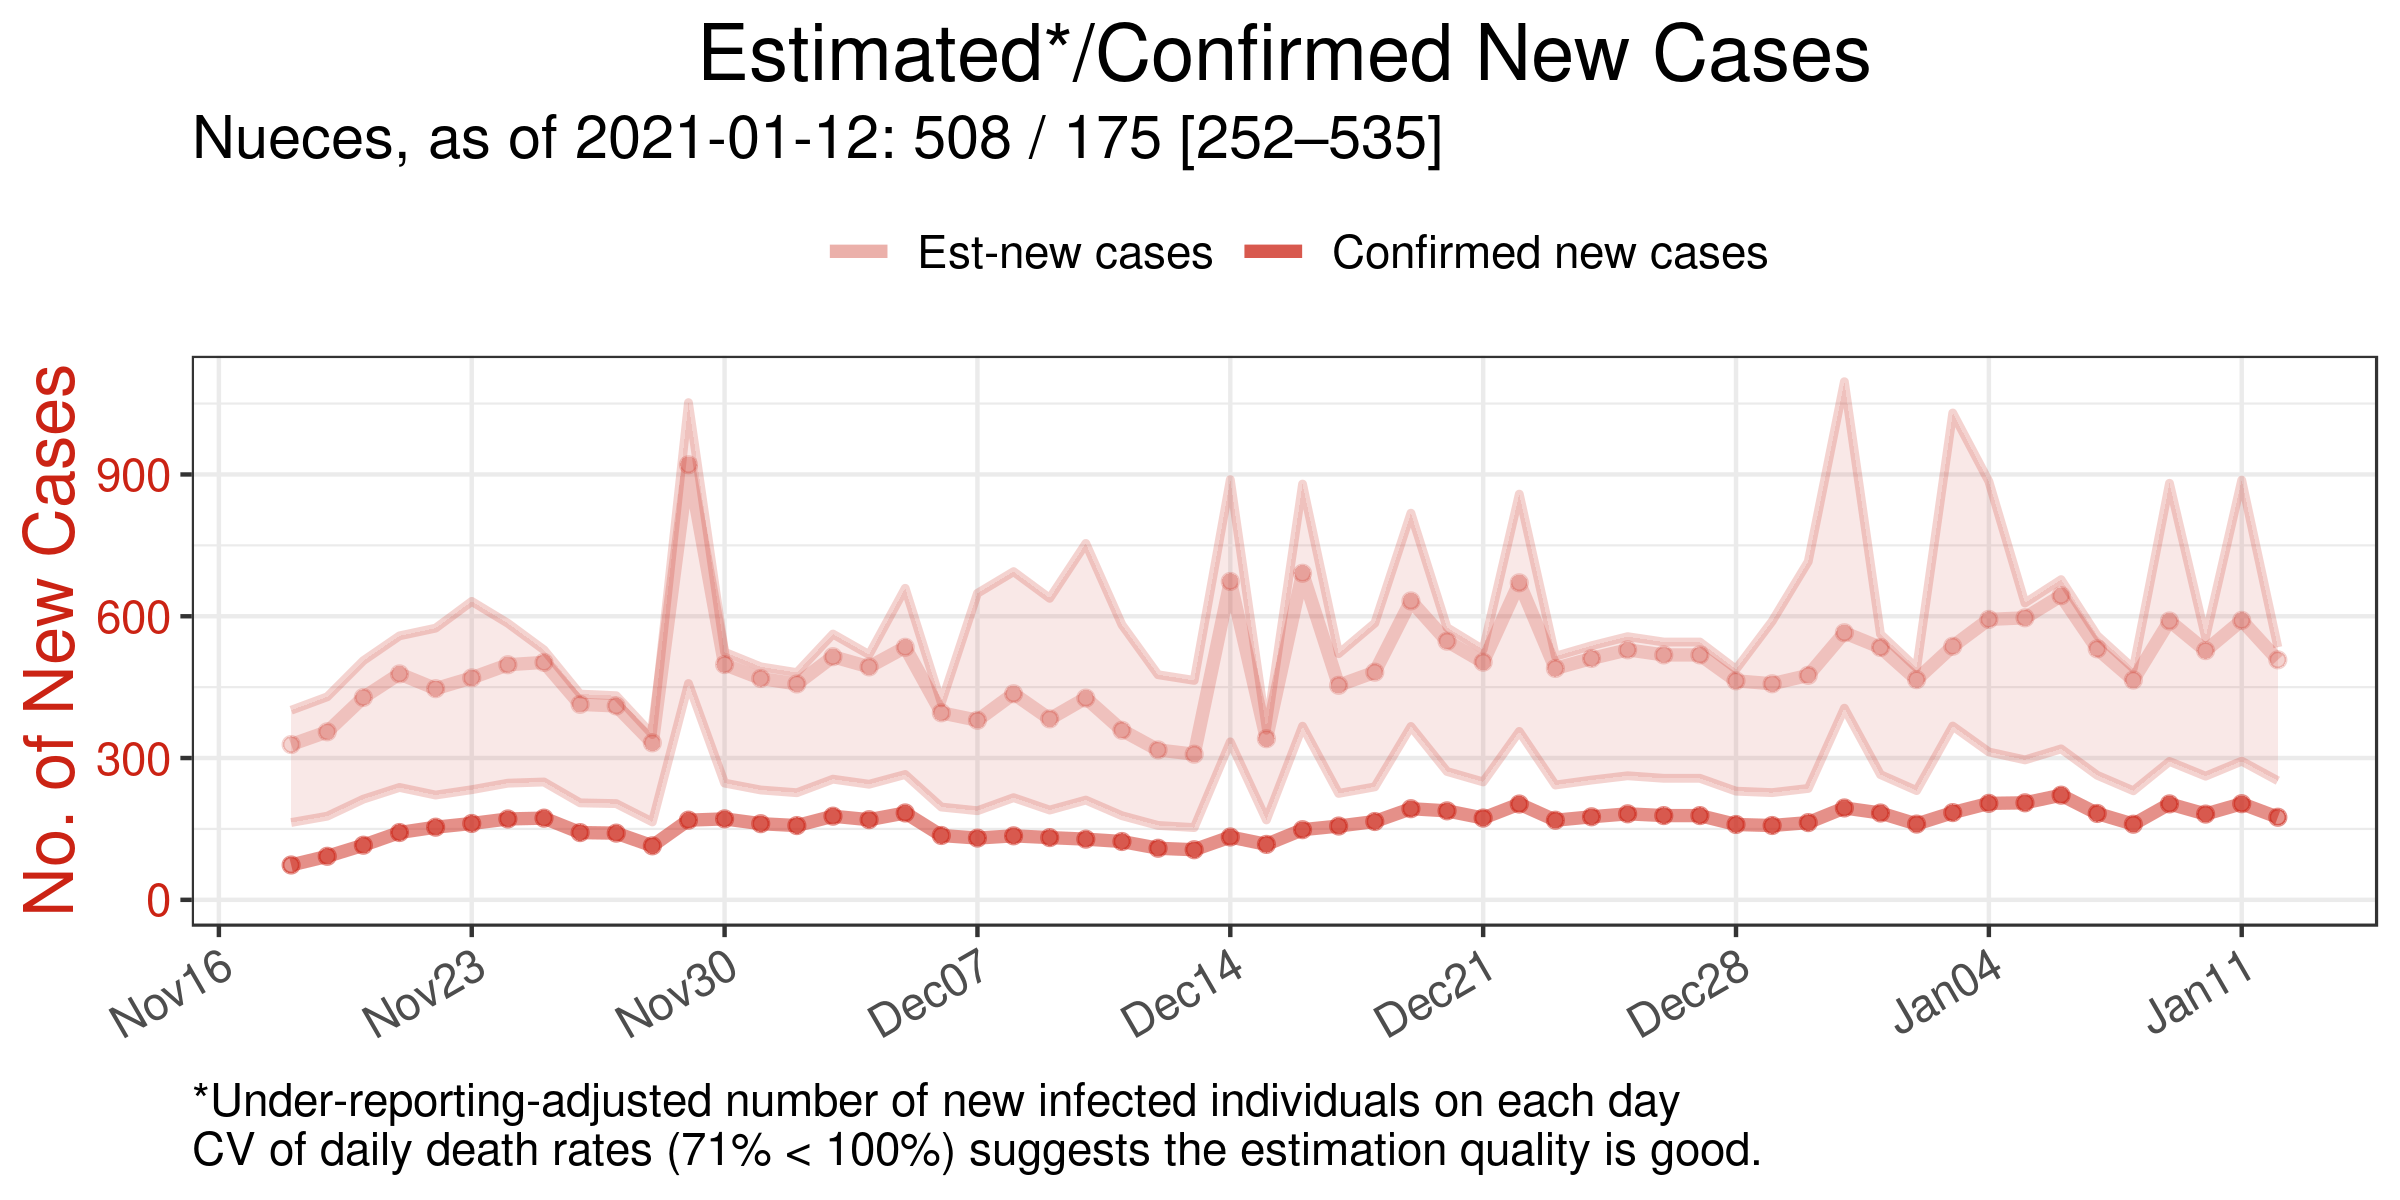 Estimated*/Confirmed New Cases
Nueces, as of 2021-01-12: 508 / 175 [252–535]
Est-new cases Confirmed new cases
No. of New Cases
900
600
300
0
Nov16 Nov23 Nov30 Dec07 Dec14 Dec21 Dec28 Jan04 Jan11
*Under-reporting-adjusted number of new infected individuals on each day
CV of daily death rates (71% < 100%) suggests the estimation quality is good.